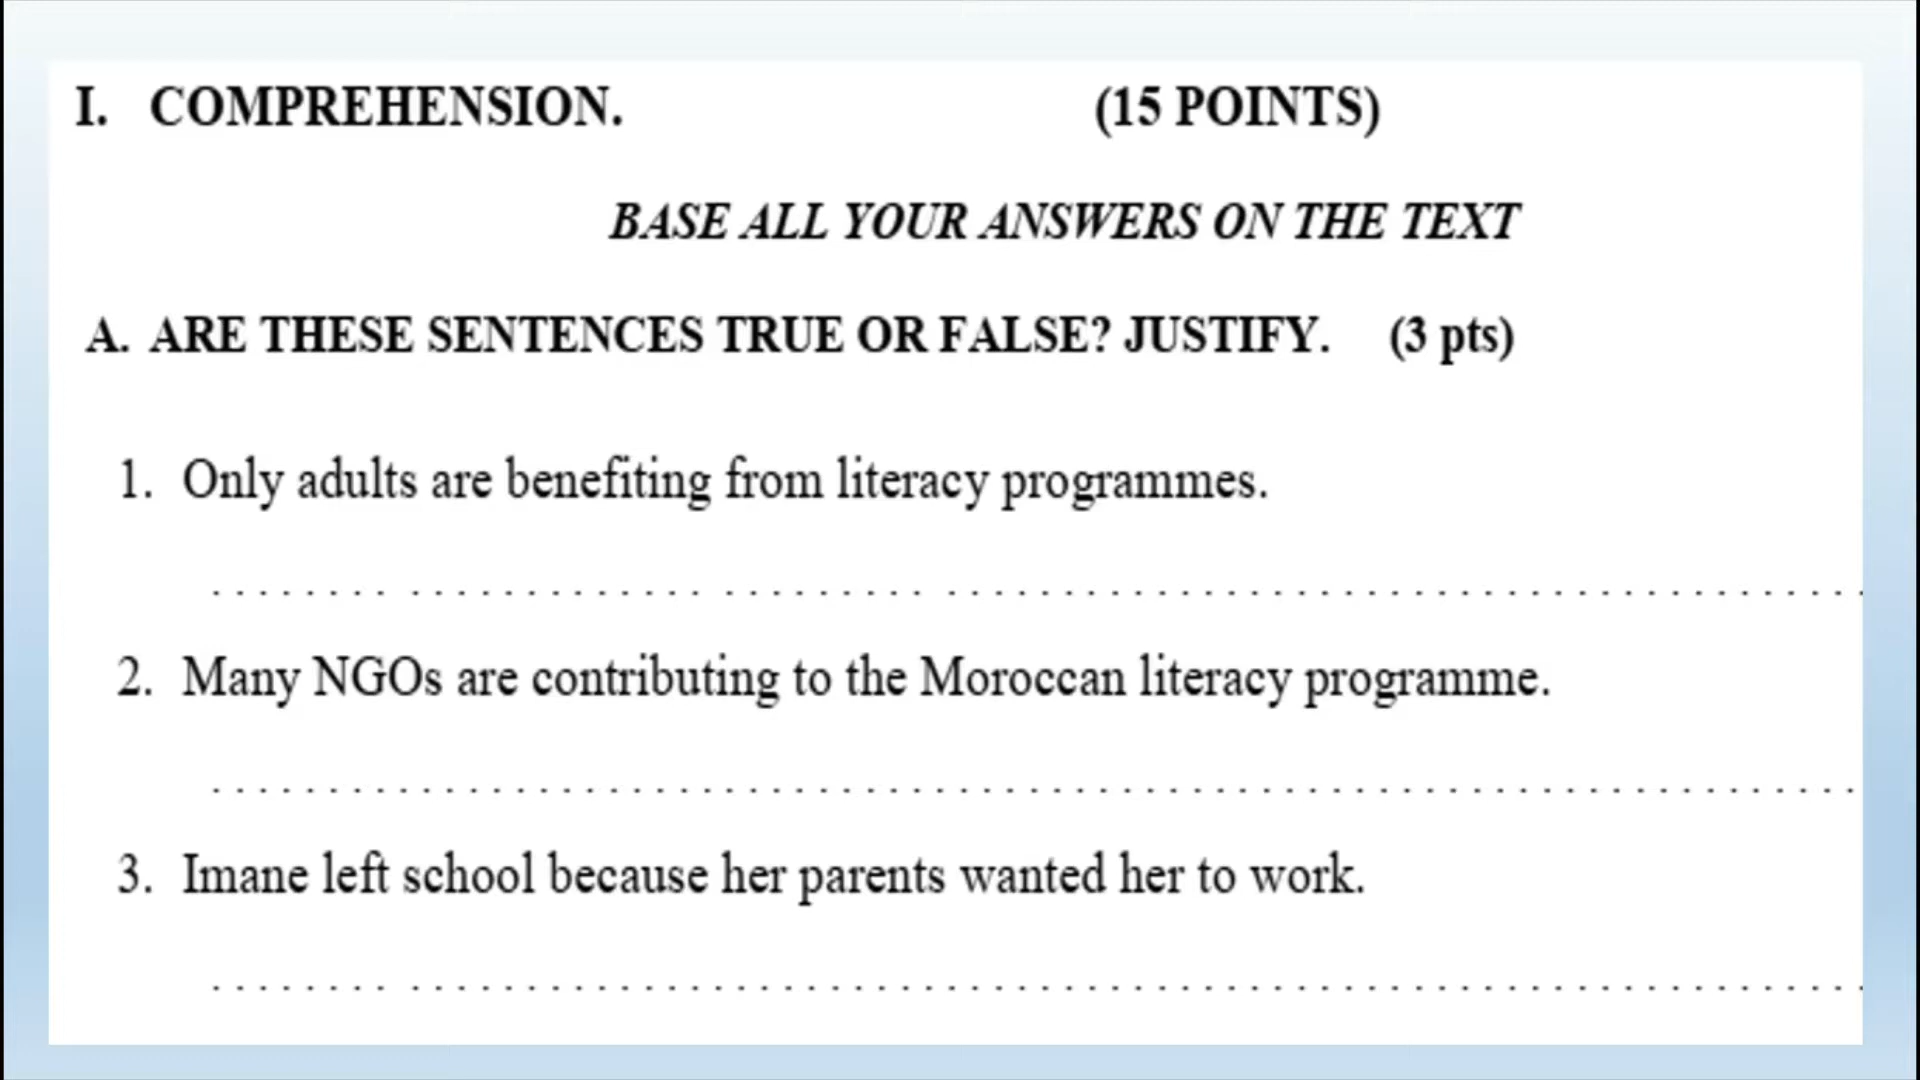 I. COMPREHENSION. (15 POINTS)
BASE ALL YOUR ANSWERS ON THE TEXT
A. ARE THESE SENTENCES TRUE OR FALSE? JUSTIFY. (3 pts)
1. Only adults are benefiting from literacy programmes.
2. Many NGOs are contributing to the Moroccan literacy programme.
3. Imane left school because her parents wanted her to work.